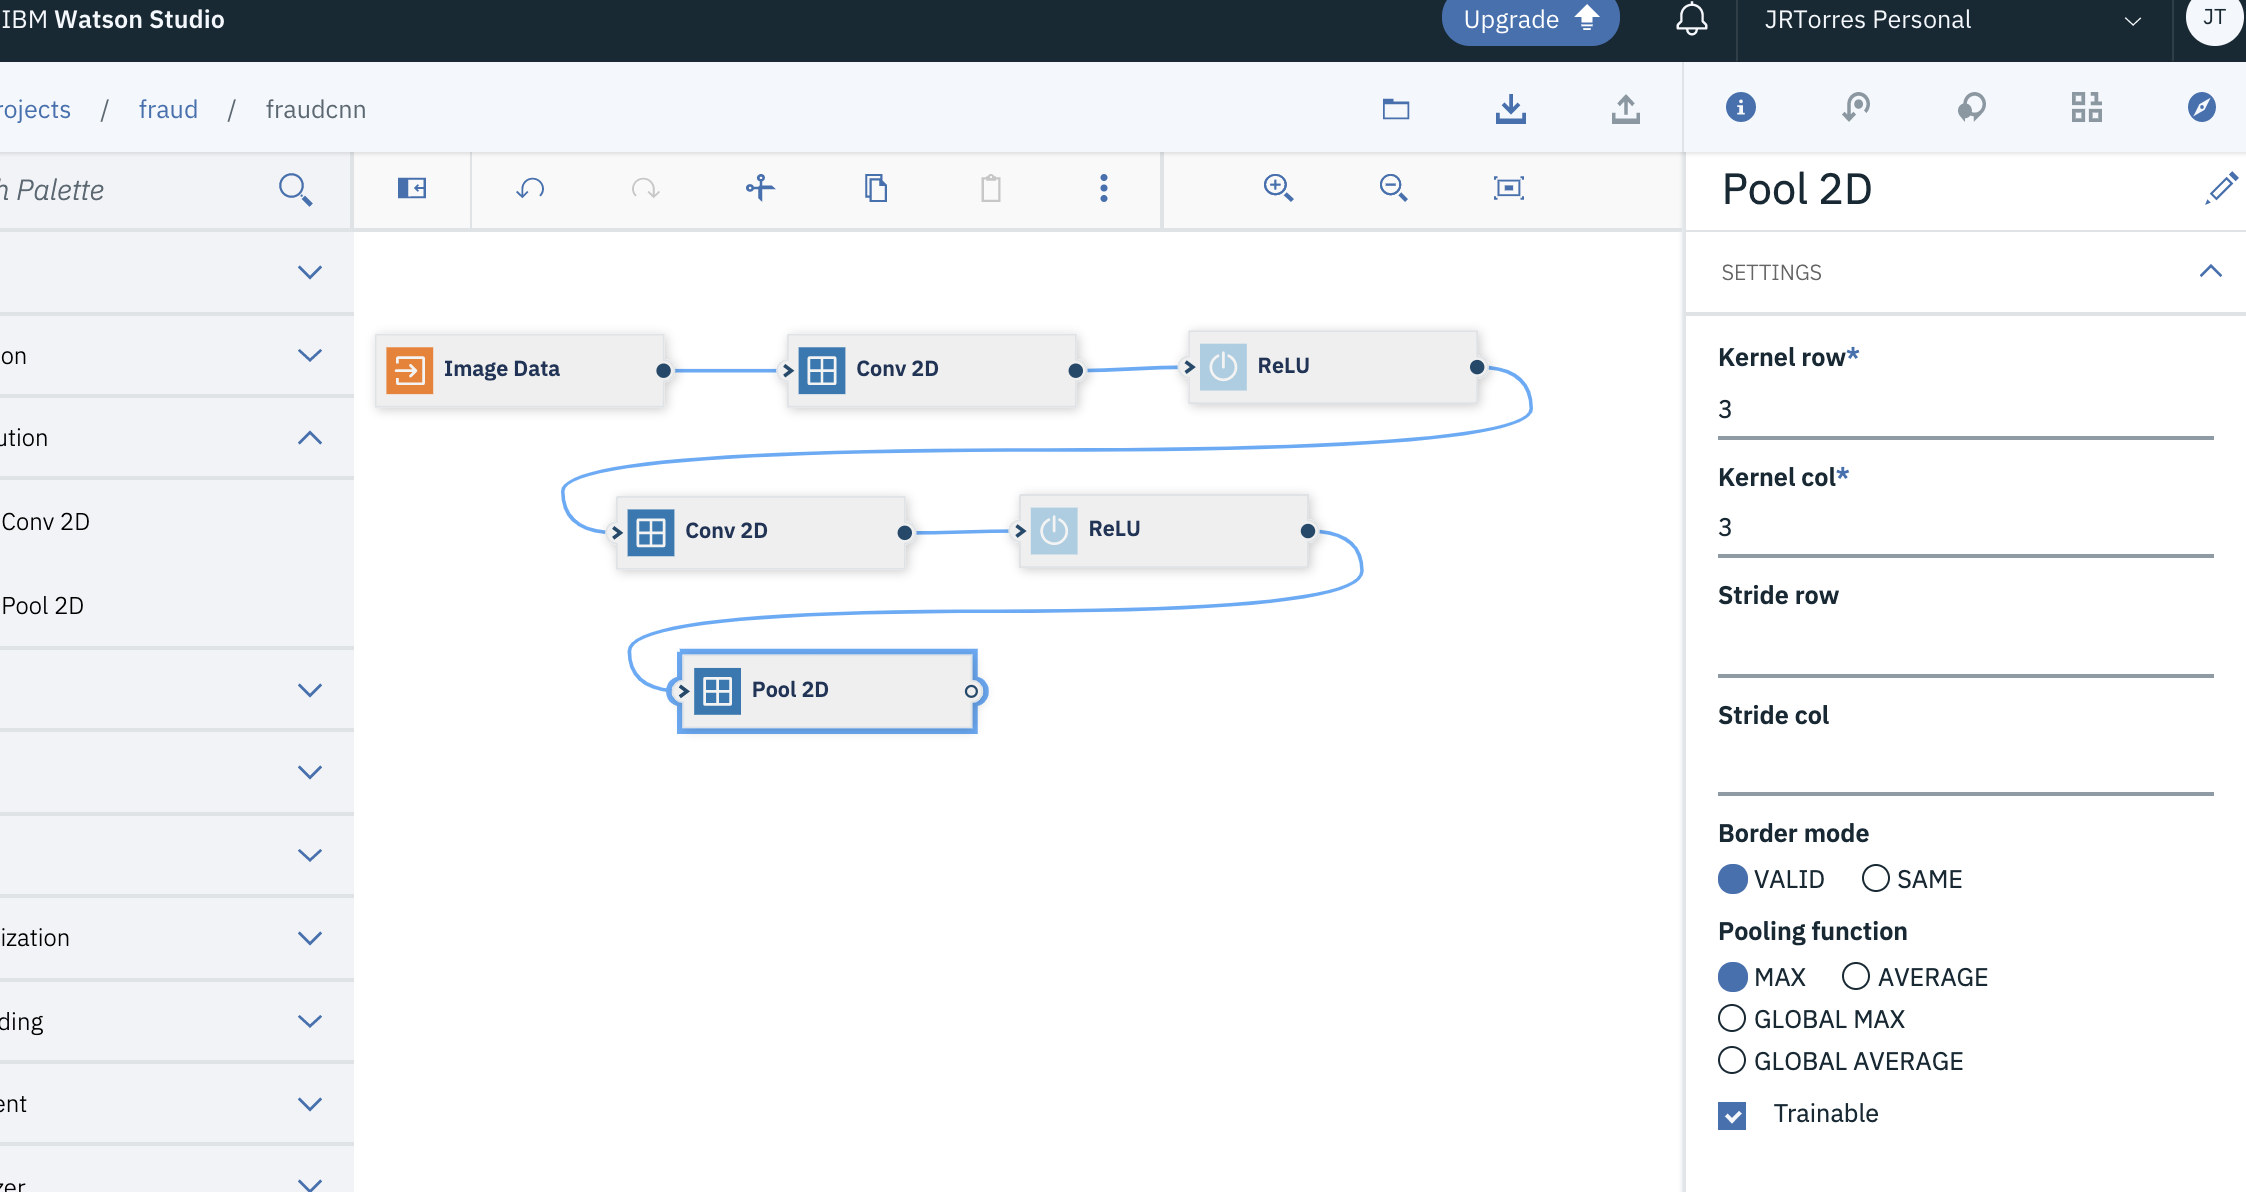 IBM Watson Studio
Upgrade
JRTorres Personal
JT
rojects / fraud / fraudcnn
h Palette
on
ution
Conv 2D
Pool 2D
ization
ding
ent
zer
Image Data
Conv 2D
ReLU
Conv 2D
ReLU
Pool 2D
Pool 2D
SETTINGS
Kernel row*
3
Kernel col*
3
Stride row
Stride col
Border mode
VALID SAME
Pooling function
MAX AVERAGE
GLOBAL MAX
GLOBAL AVERAGE
Trainable